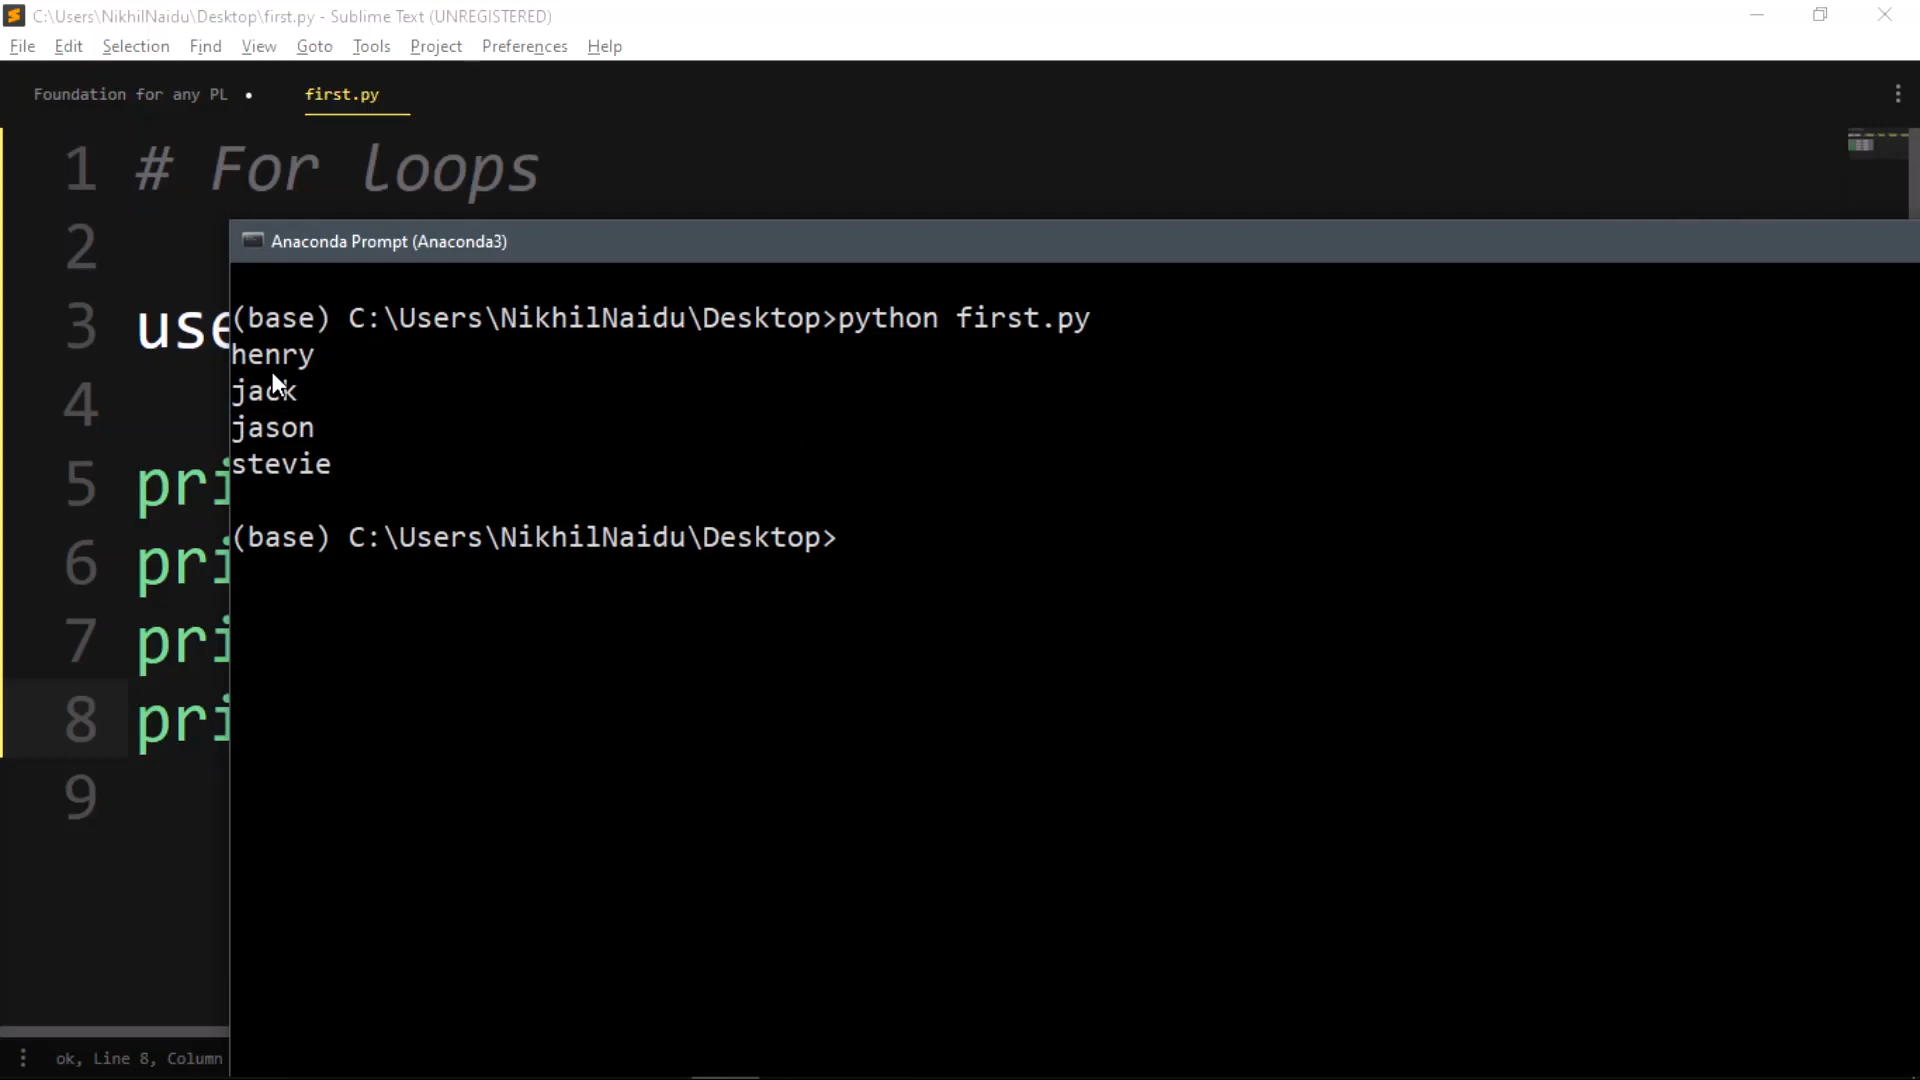 C:\Users\NikhilNaidu\Desktop\first.py - Sublime Text (UNREGISTERED)
File Edit Selection Find View Goto Tools Project Preferences Help
Foundation for any PL first.py
1 # For loops
2
3 use
4
5 pri
6 pri
7 pri
8 pri
9
Anaconda Prompt (Anaconda3)
(base) C:\Users\NikhilNaidu\Desktop>python first.py
henry
jack
jason
stevie
(base) C:\Users\NikhilNaidu\Desktop>
ok, Line 8, Column